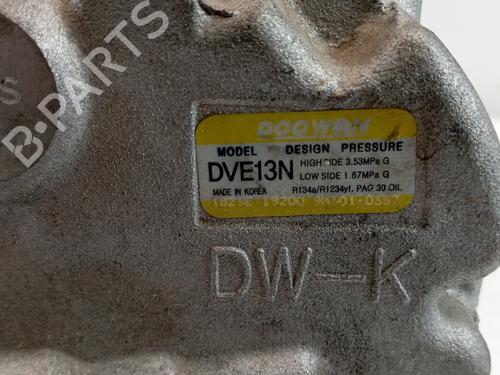 S
B-PARTS
DOOWON
MODEL DESIGN PRESSURE
DVE13N
HIGH SIDE 3.53MPa G
LOW SIDE 1.67MPa G
MADE IN KOREA R134a/R1234yf, PAG 30 OIL
DW-K